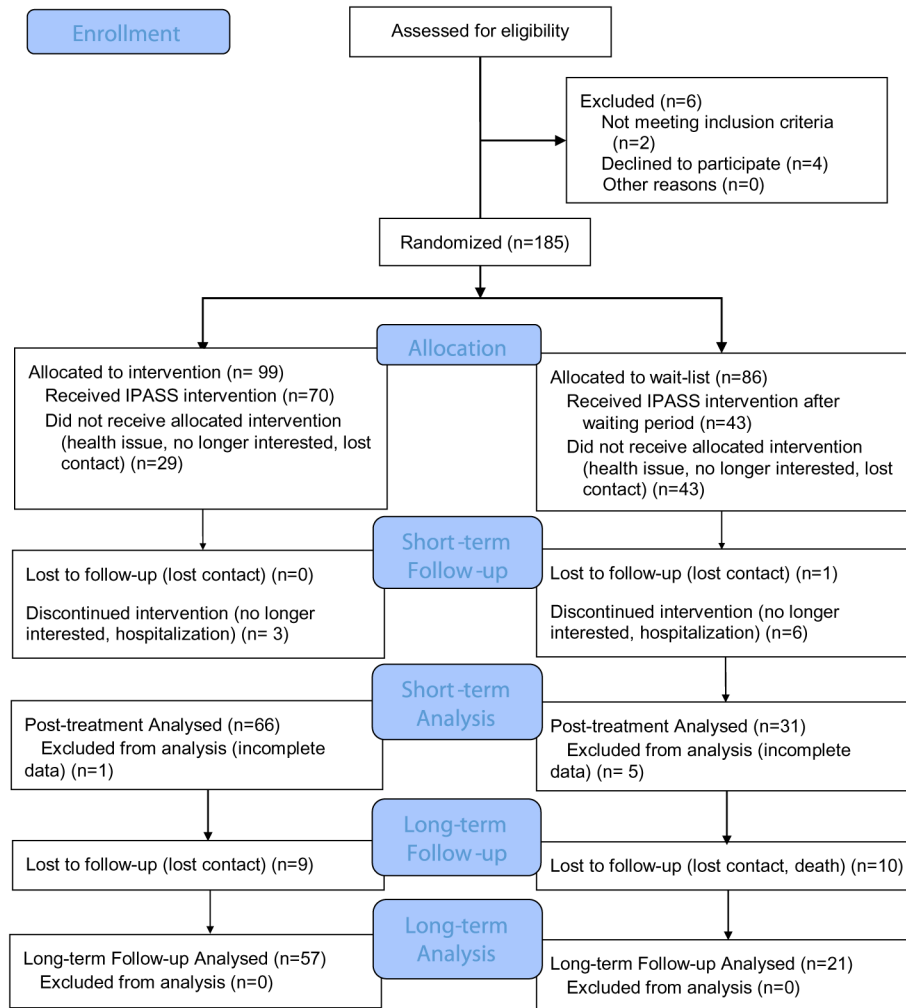 Enrollment
Assessed for eligibility
Excluded (n=6)
Not meeting inclusion criteria
(n=2)
Declined to participate (n=4)
Other reasons (n=0)
Randomized (n=185)
Allocation
Allocated to intervention (n= 99)
Received IPASS intervention (n=70)
Did not receive allocated intervention
(health issue, no longer interested, lost
contact) (n=29)
Allocated to wait-list (n=86)
Received IPASS intervention after
waiting period (n=43)
Did not receive allocated intervention
(health issue, no longer interested, lost
contact) (n=43)
Short-term
Follow-up
Lost to follow-up (lost contact) (n=0)
Discontinued intervention (no longer
interested, hospitalization) (n= 3)
Lost to follow-up (lost contact) (n=1)
Discontinued intervention (no longer
interested, hospitalization) (n=6)
Short-term
Analysis
Post-treatment Analysed (n=66)
Excluded from analysis (incomplete
data) (n=1)
Post-treatment Analysed (n=31)
Excluded from analysis (incomplete
data) (n= 5)
Long-term
Follow-up
Lost to follow-up (lost contact) (n=9)
Lost to follow-up (lost contact, death) (n=10)
Long-term
Analysis
Long-term Follow-up Analysed (n=57)
Excluded from analysis (n=0)
Long-term Follow-up Analysed (n=21)
Excluded from analysis (n=0)